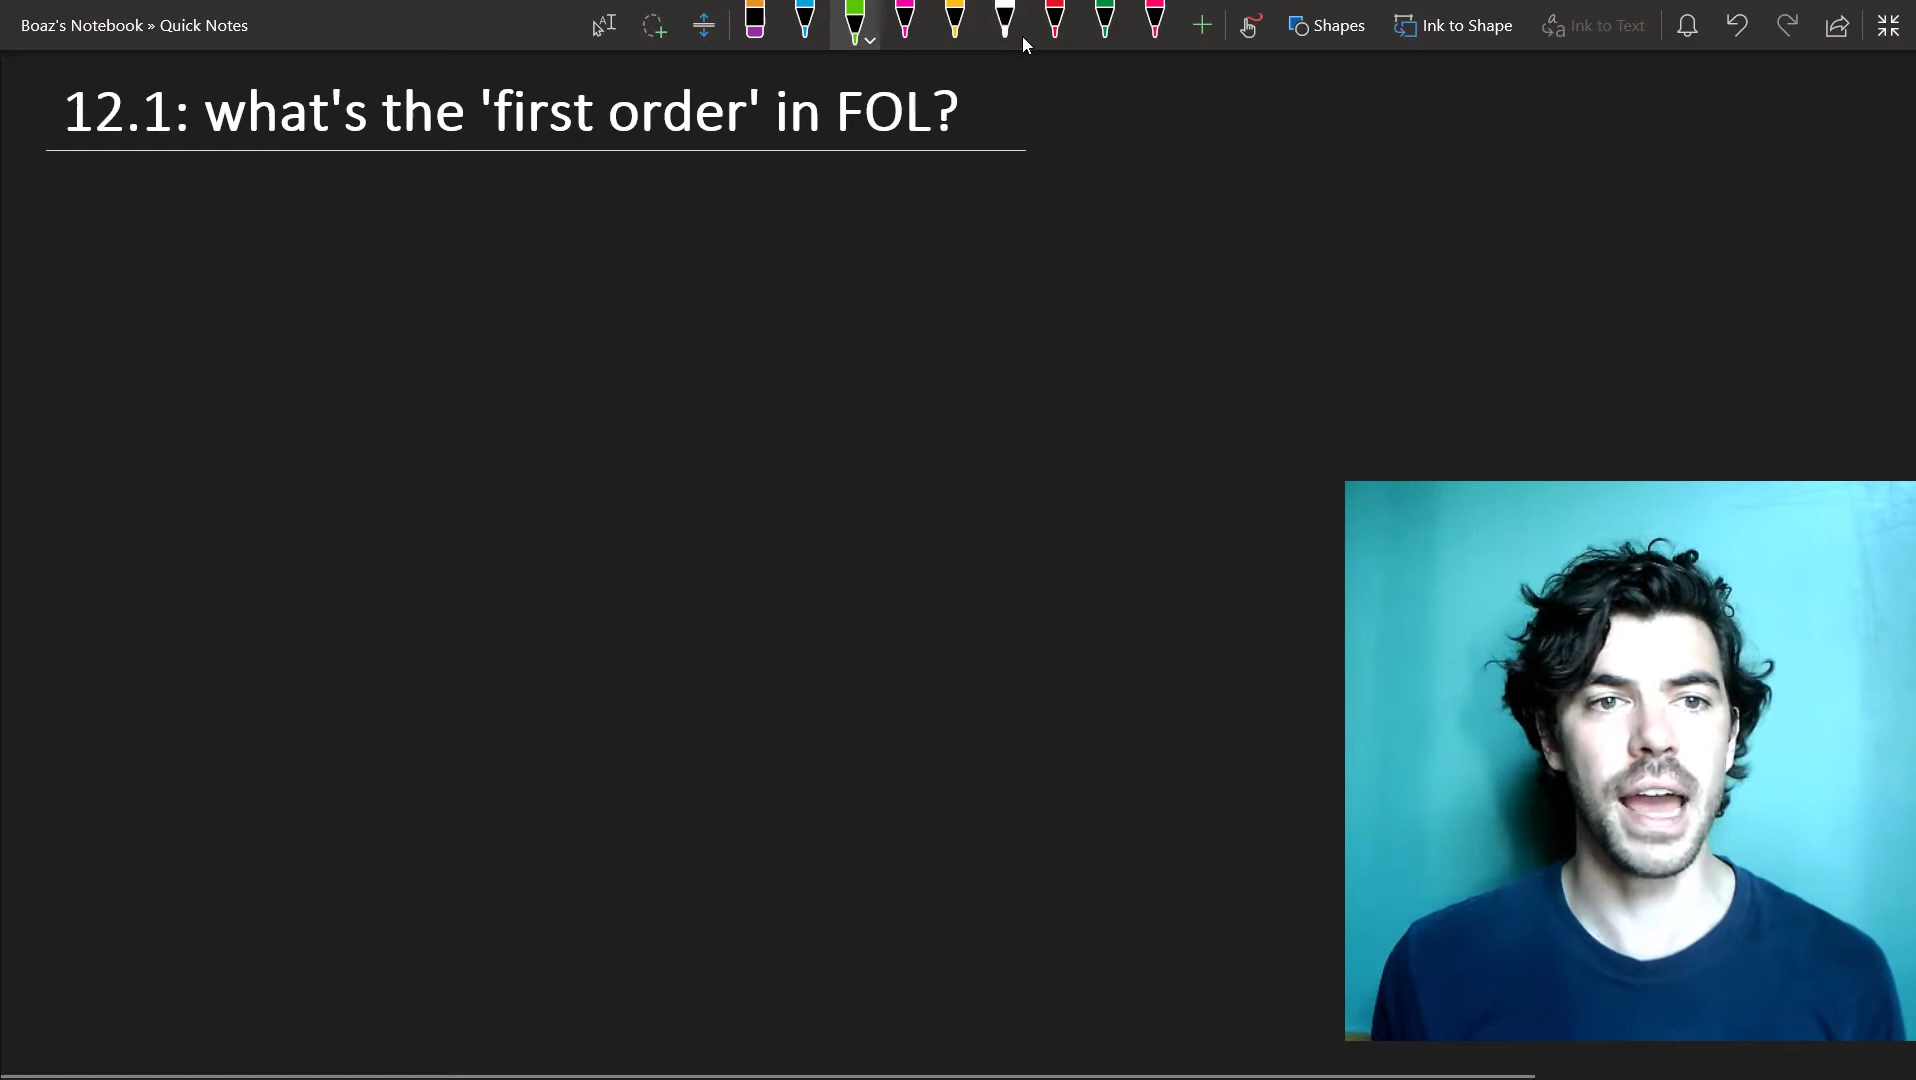 Boaz's Notebook » Quick Notes
Shapes
Ink to Shape
Ink to Text
12.1: what's the 'first order' in FOL?